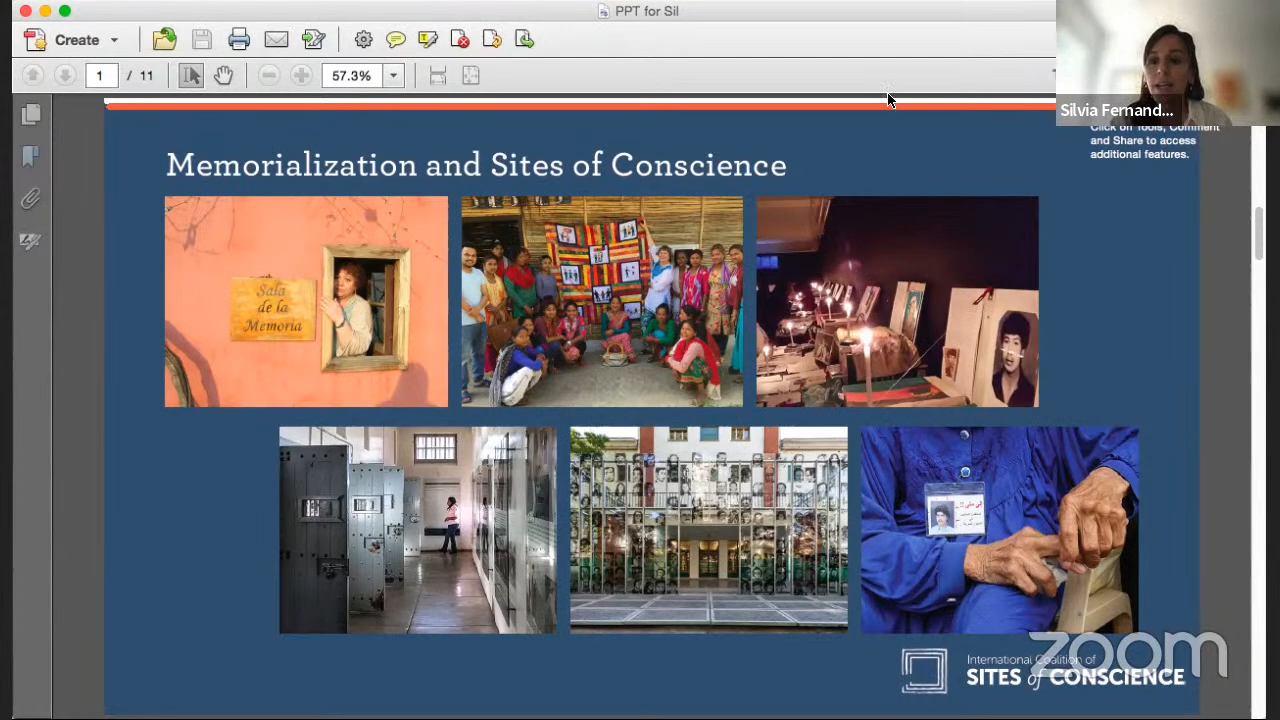 PPT for Sil
Create
1 / 11
57.3%
Silvia Fernand...
Click on Tools, Comment
and Share to access
additional features.
Memorialization and Sites of Conscience
Sala
de la
Memoria
International Coalition of
SITES of CONSCIENCE
zoom